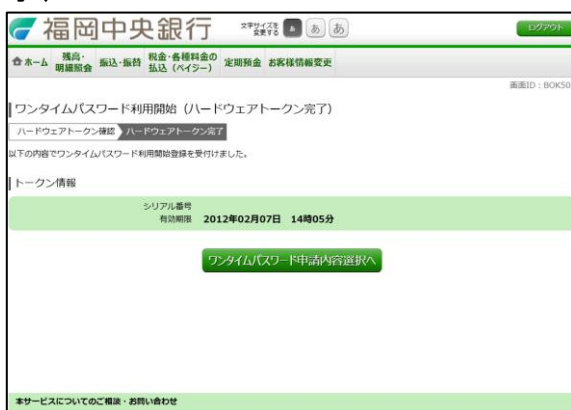 福岡中央銀行
文字サイズを
変更する
あ あ あ
ログアウト
ホーム
残高・
明細照会
振込・振替
税金・各種料金の
払込（ペイジー）
定期預金
お客様情報変更
画面ID：BOK50
ワンタイムパスワード利用開始（ハードウェアトークン完了）
ハードウェアトークン確認 ハードウェアトークン完了
以下の内容でワンタイムパスワード利用開始登録を受付けました。
トークン情報
シリアル番号
有効期限 2012年02月07日 14時05分
ワンタイムパスワード申請内容選択へ
本サービスについてのご相談・お問い合わせ